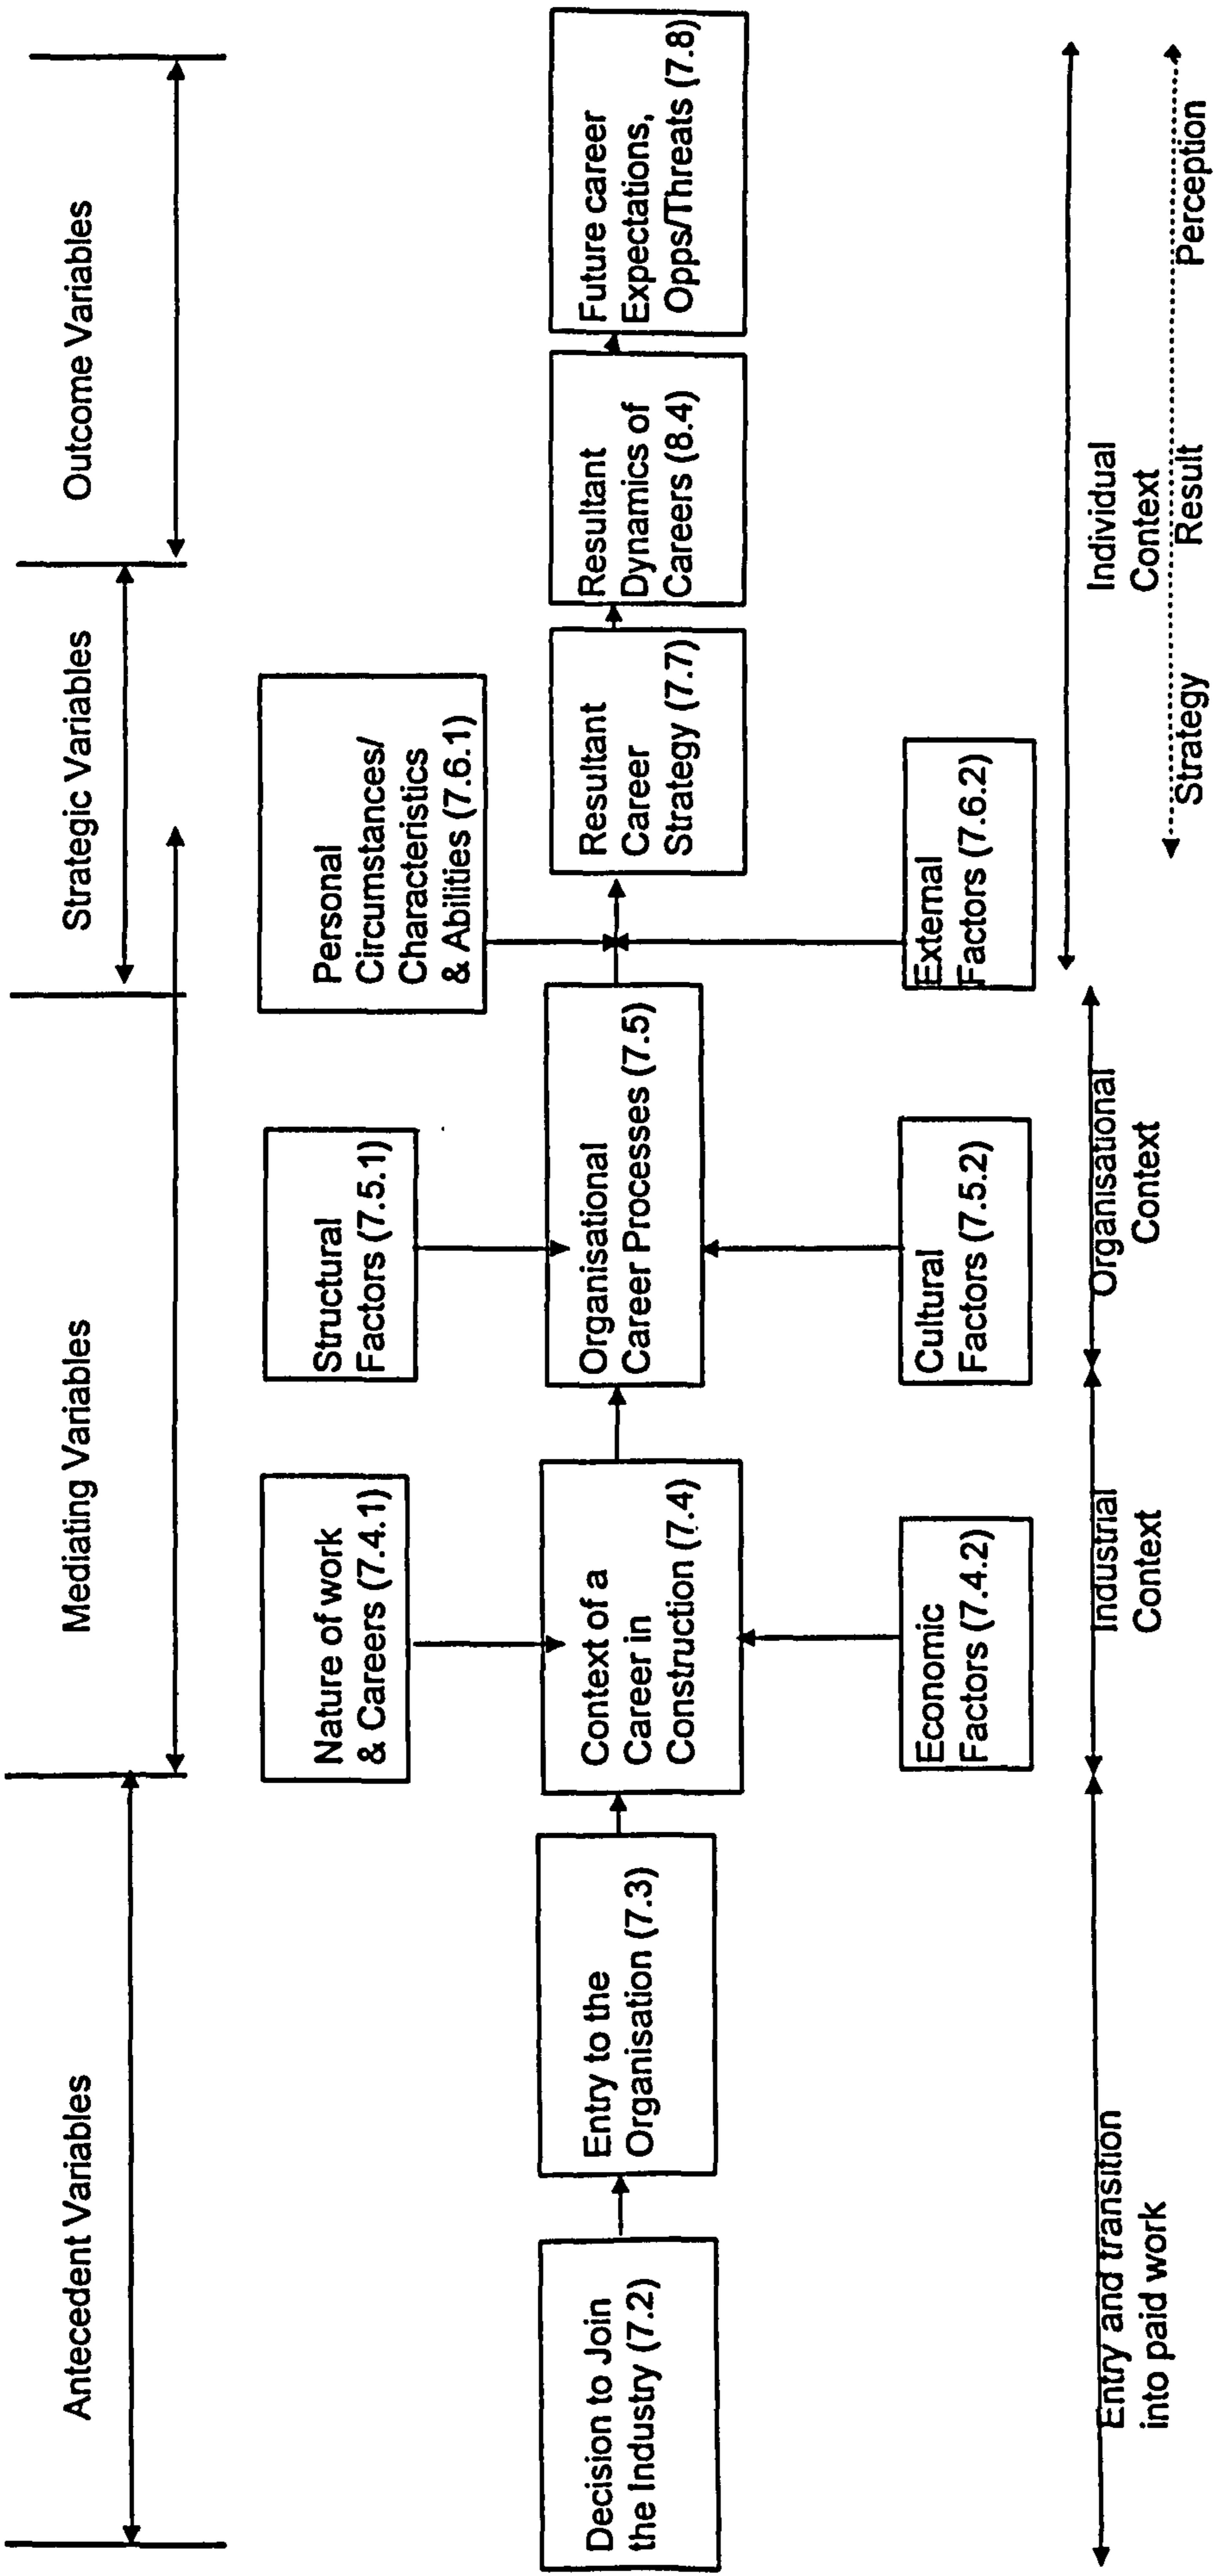 Antecedent Variables
Mediating Variables
Strategic Variables
Outcome Variables
Nature of work
& Careers (7.4.1)
Structural
Factors (7.5.1)
Personal
Circumstances/
Characteristics
& Abilities (7.6.1)
Decision to Join
the Industry (7.2)
Entry to the
Organisation (7.3)
Context of a
Career in
Construction (7.4)
Organisational
Career Processes (7.5)
Resultant
Career
Strategy (7.7)
Resultant
Dynamics of
Careers (8.4)
Future career
Expectations,
Opps/Threats (7.8)
Economic
Factors (7.4.2)
Cultural
Factors (7.5.2)
External
Factors (7.6.2)
Entry and transition
into paid work
Industrial
Context
Organisational
Context
Individual
Context
Strategy
Result
Perception